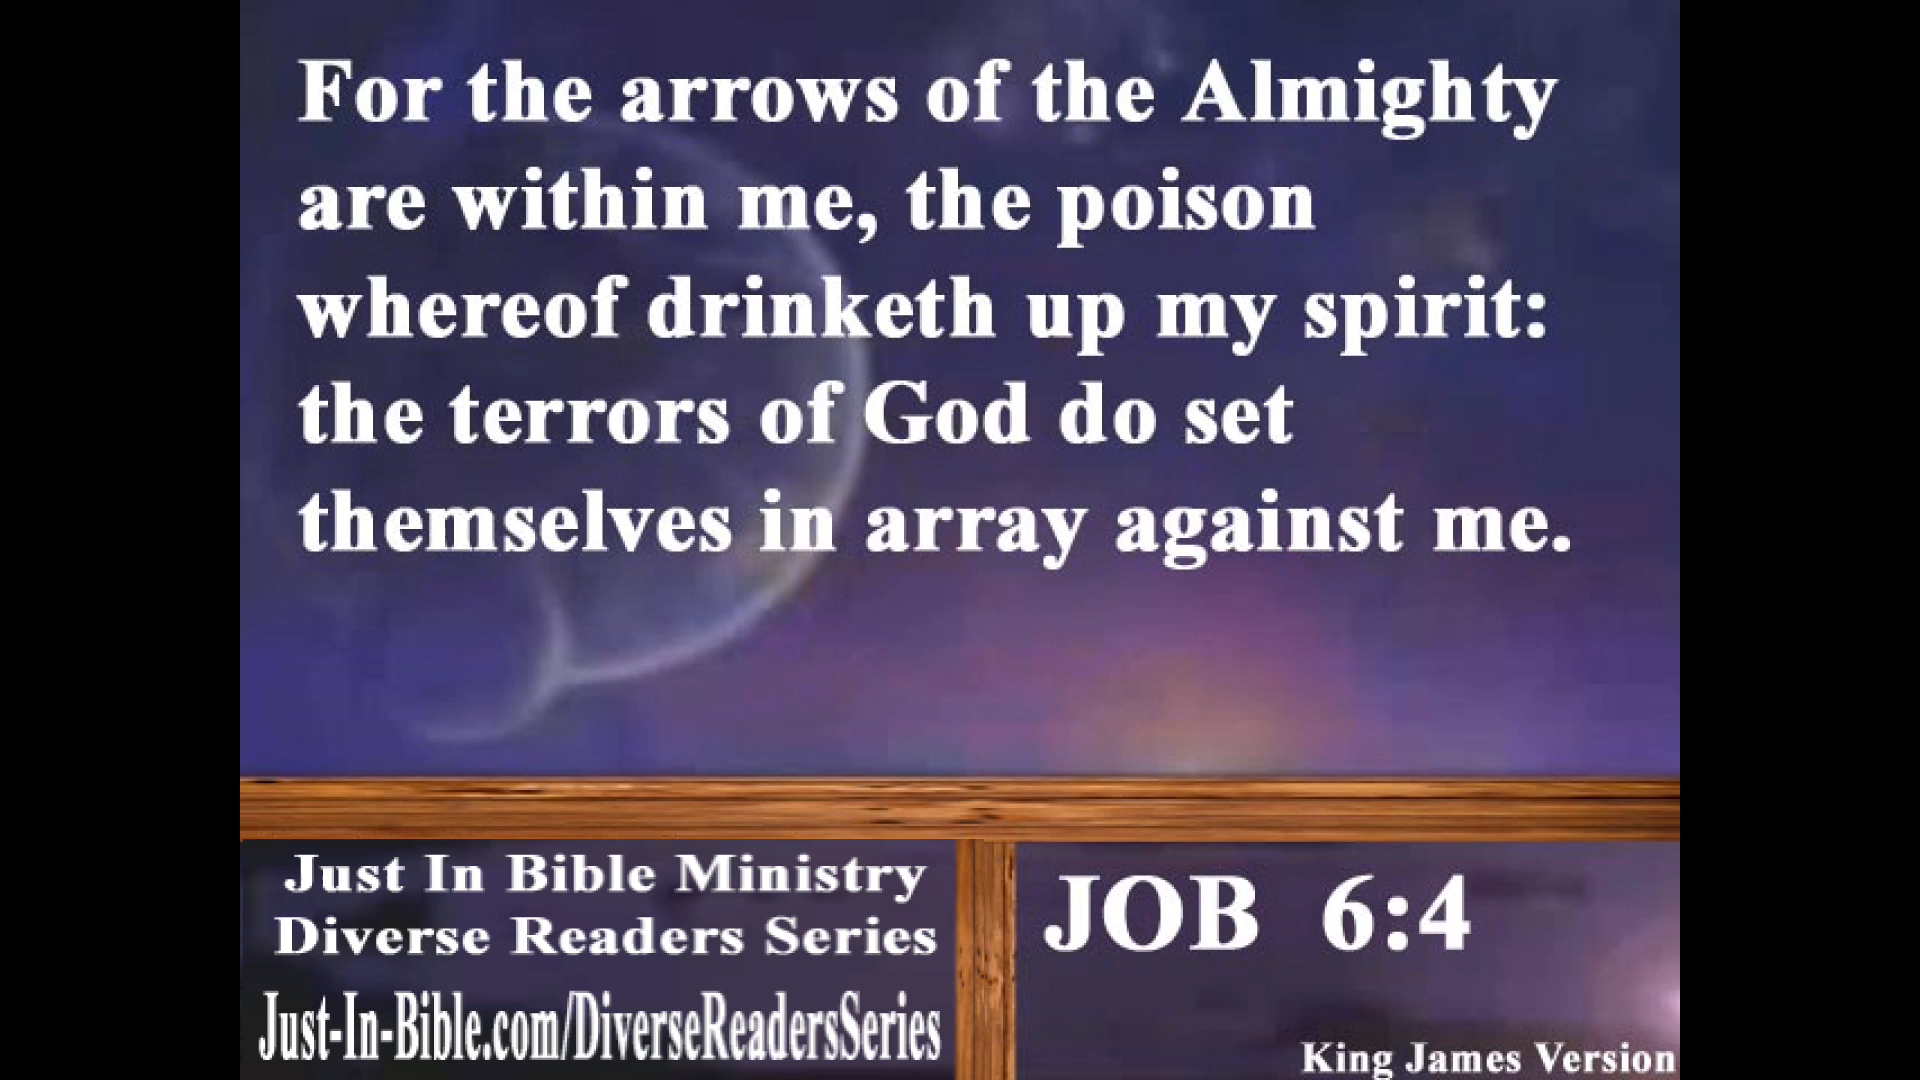 For the arrows of the Almighty
are within me, the poison
whereof drinketh up my spirit:
the terrors of God do set
themselves in array against me.
Just In Bible Ministry
Diverse Readers Series
Just-In-Bible.com/DiverseReadersSeries
JOB 6:4
King James Version